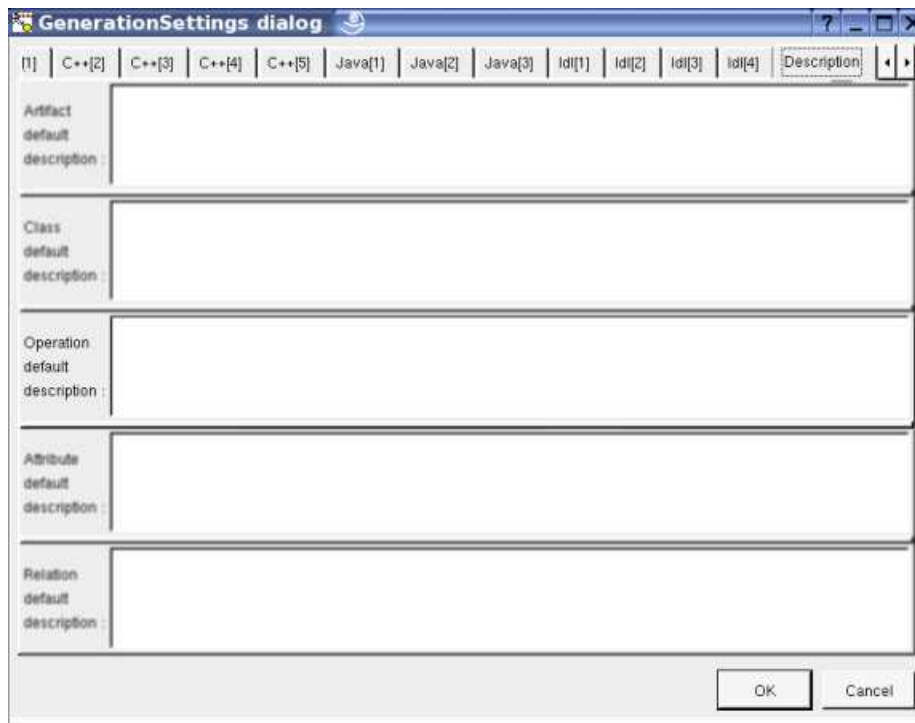 GenerationSettings dialog
[1] C++[2] C++[3] C++[4] C++[5] Java[1] Java[2] Java[3] Idl[1] Idl[2] Idl[3] Idl[4] Description
Artifact
default
description :
Class
default
description :
Operation
default
description :
Attribute
default
description :
Relation
default
description :
OK Cancel